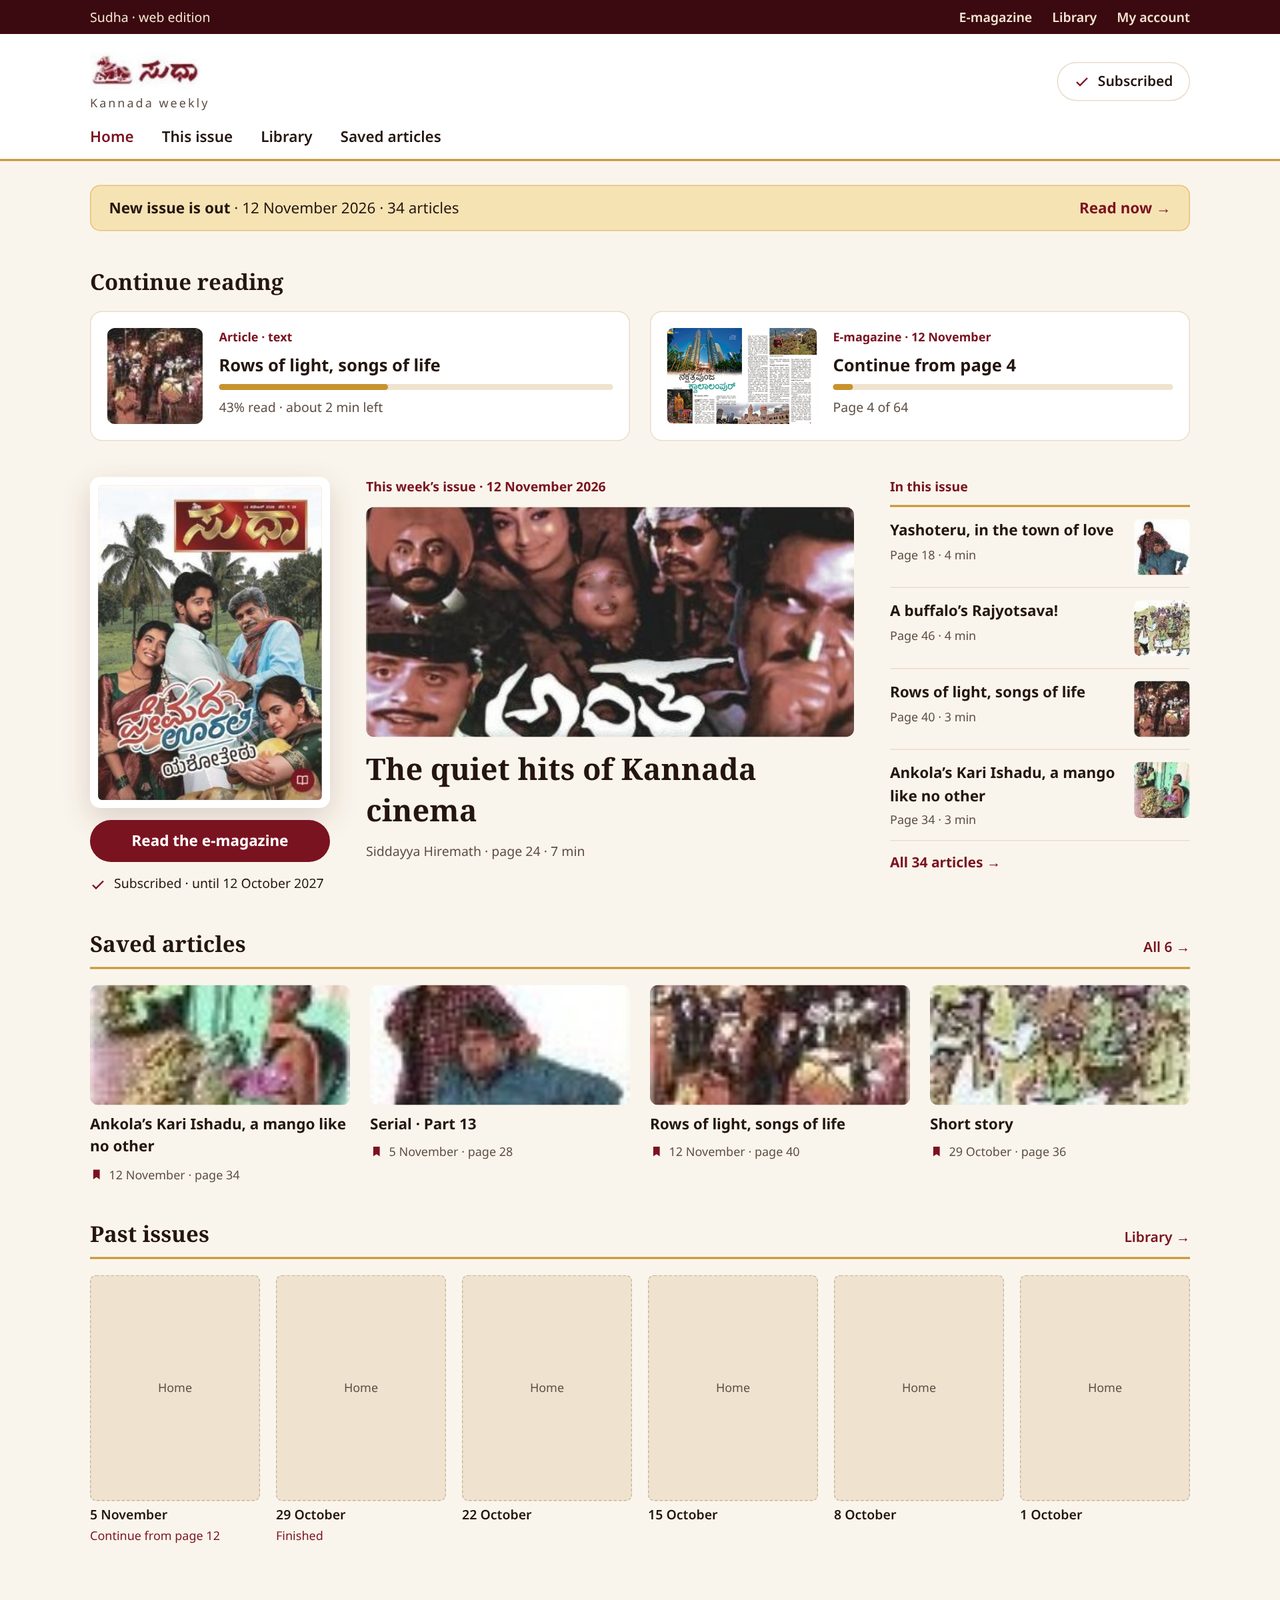 Sudha · web edition
E-magazine Library My account
ಸುಧಾ
Kannada weekly
Subscribed
Home This issue Library Saved articles
New issue is out · 12 November 2026 · 34 articles
Read now →
Continue reading
Article · text
Rows of light, songs of life
43% read · about 2 min left
ನಕ್ಷತ್ರಪುಂಜ
ಕ್ವಾಲಾಲಂಪುರ್
E-magazine · 12 November
Continue from page 4
Page 4 of 64
ಸುಧಾ
ಪ್ರೇಮದ
ಊರಲಿ
ಯಶೋತೇರು
Read the e-magazine
Subscribed · until 12 October 2027
This week’s issue · 12 November 2026
ಅಂತ
The quiet hits of Kannada
cinema
Siddayya Hiremath · page 24 · 7 min
In this issue
Yashoteru, in the town of love
Page 18 · 4 min
A buffalo’s Rajyotsava!
Page 46 · 4 min
Rows of light, songs of life
Page 40 · 3 min
Ankola’s Kari Ishadu, a mango
like no other
Page 34 · 3 min
All 34 articles →
Saved articles
All 6 →
Ankola’s Kari Ishadu, a mango like
no other
12 November · page 34
Serial · Part 13
5 November · page 28
Rows of light, songs of life
12 November · page 40
Short story
29 October · page 36
Past issues
Library →
Home Home Home Home Home Home
5 November
Continue from page 12
29 October
Finished
22 October
15 October
8 October
1 October